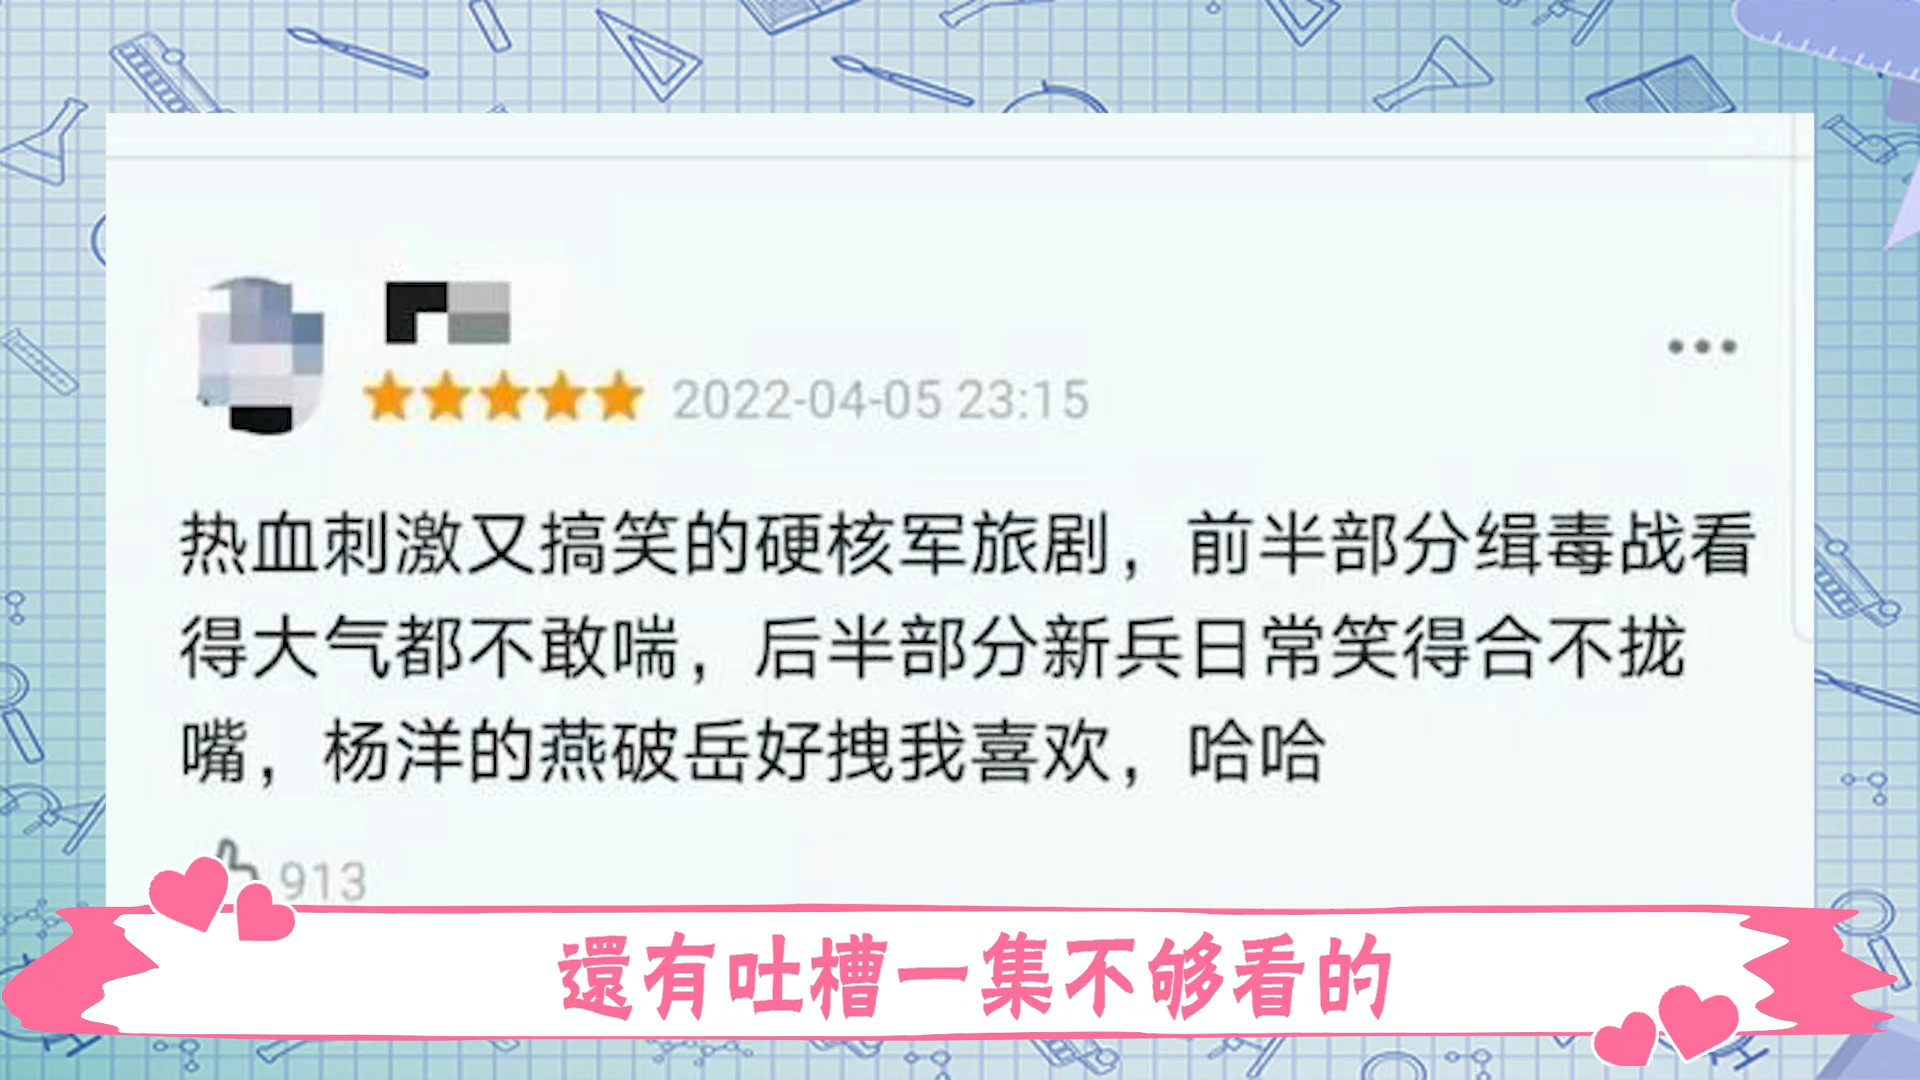 2022-04-05 23:15
热血刺激又搞笑的硬核军旅剧，前半部分缉毒战看
得大气都不敢喘，后半部分新兵日常笑得合不拢
嘴，杨洋的燕破岳好拽我喜欢，哈哈
913
還有吐槽一集不够看的